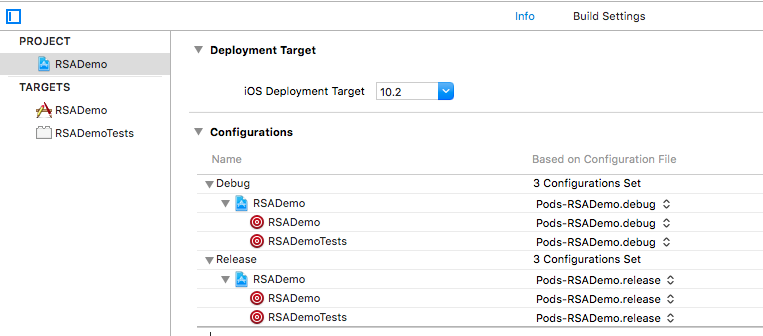 Info Build Settings
PROJECT
RSADemo
TARGETS
RSADemo
RSADemoTests
Deployment Target
iOS Deployment Target 10.2
Configurations
Name Based on Configuration File
Debug 3 Configurations Set
RSADemo Pods-RSADemo.debug
RSADemo Pods-RSADemo.debug
RSADemoTests Pods-RSADemo.debug
Release 3 Configurations Set
RSADemo Pods-RSADemo.release
RSADemo Pods-RSADemo.release
RSADemoTests Pods-RSADemo.release